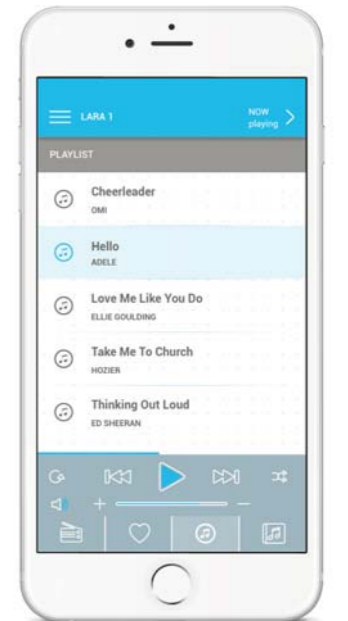 LARA 1
NOW
playing
PLAYLIST
Cheerleader
OMI
Hello
ADELE
Love Me Like You Do
ELLIE GOULDING
Take Me To Church
HOZIER
Thinking Out Loud
ED SHEERAN